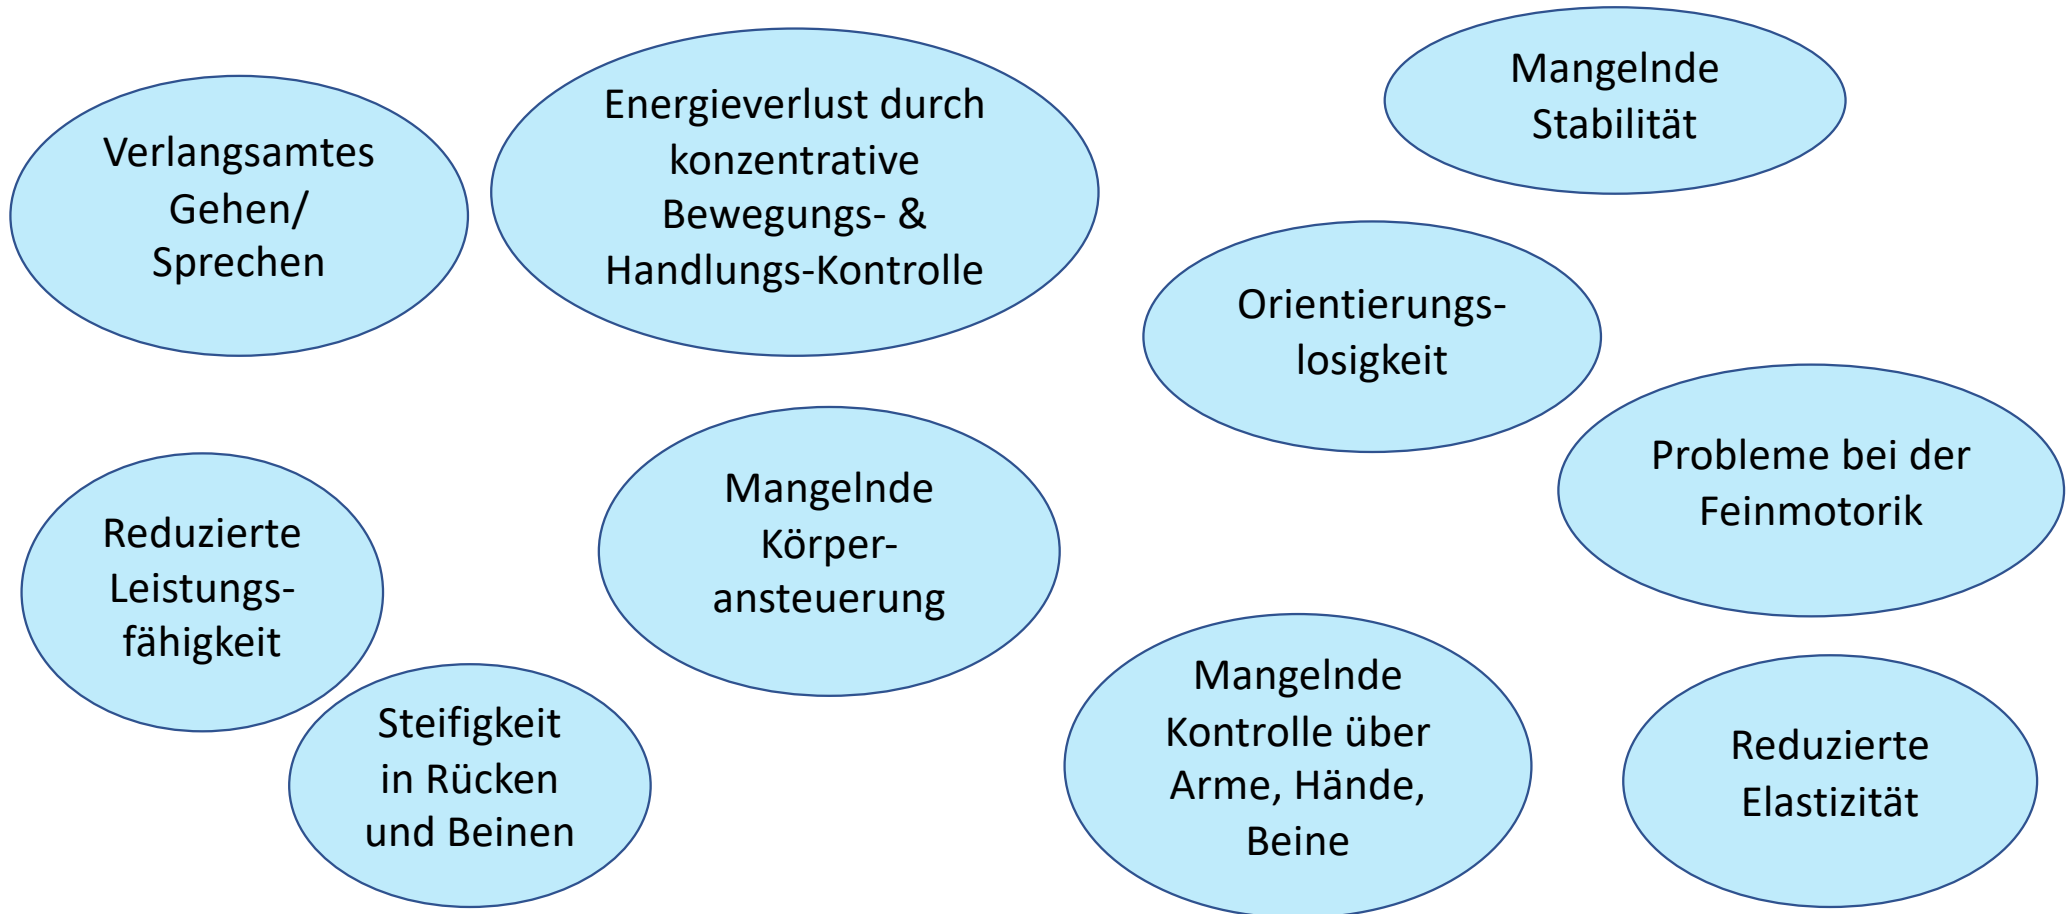 Verlangsamtes
Gehen/
Sprechen
Energieverlust durch
konzentrative
Bewegungs- &
Handlungs-Kontrolle
Mangelnde
Stabilität
Orientierungs-
losigkeit
Probleme bei der
Feinmotorik
Reduzierte
Leistungs-
fähigkeit
Mangelnde
Körper-
ansteuerung
Steifigkeit
in Rücken
und Beinen
Mangelnde
Kontrolle über
Arme, Hände,
Beine
Reduzierte
Elastizität